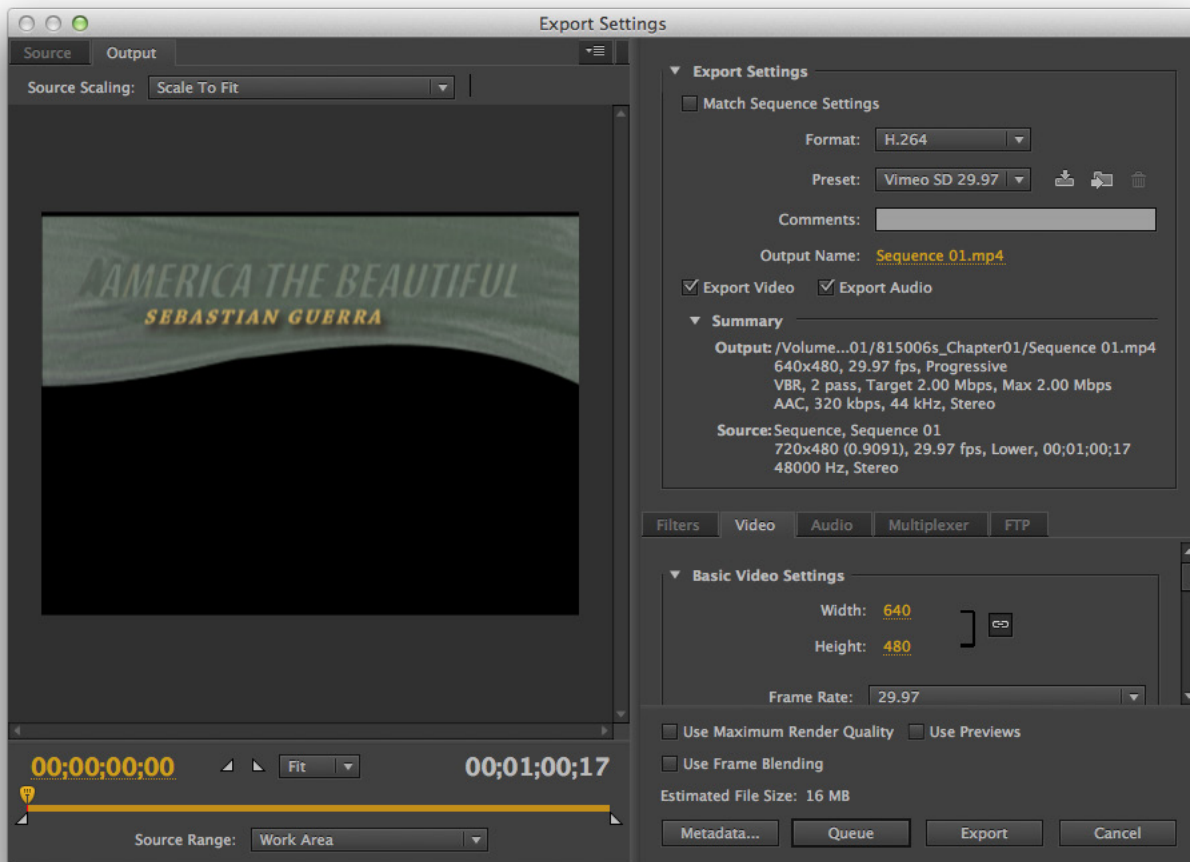 Export Settings
Source Output
Source Scaling: Scale To Fit
AMERICA THE BEAUTIFUL
SEBASTIAN GUERRA
00;00;00;00 Fit 00;01;00;17
Source Range: Work Area
Export Settings
Match Sequence Settings
Format: H.264
Preset: Vimeo SD 29.97
Comments:
Output Name: Sequence 01.mp4
Export Video Export Audio
Summary
Output: /Volume...01/815006s_Chapter01/Sequence 01.mp4
640x480, 29.97 fps, Progressive
VBR, 2 pass, Target 2.00 Mbps, Max 2.00 Mbps
AAC, 320 kbps, 44 kHz, Stereo
Source: Sequence, Sequence 01
720x480 (0.9091), 29.97 fps, Lower, 00;01;00;17
48000 Hz, Stereo
Filters Video Audio Multiplexer FTP
Basic Video Settings
Width: 640
Height: 480
Frame Rate: 29.97
Use Maximum Render Quality Use Previews
Use Frame Blending
Estimated File Size: 16 MB
Metadata... Queue Export Cancel